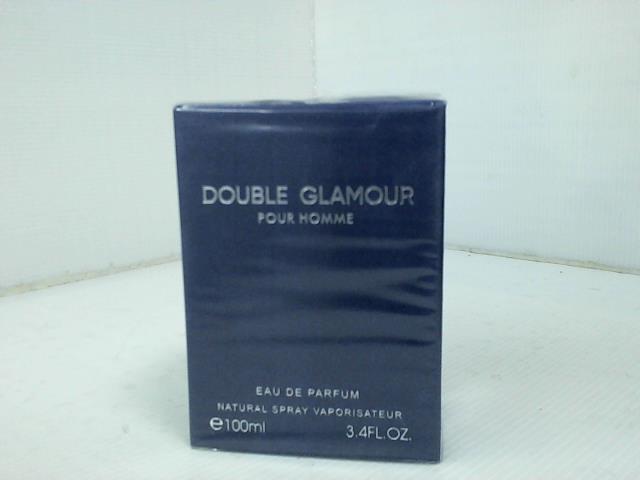 DOUBLE GLAMOUR
POUR HOMME
EAU DE PARFUM
NATURAL SPRAY VAPORISATEUR
℮100ml 3.4FL.OZ.